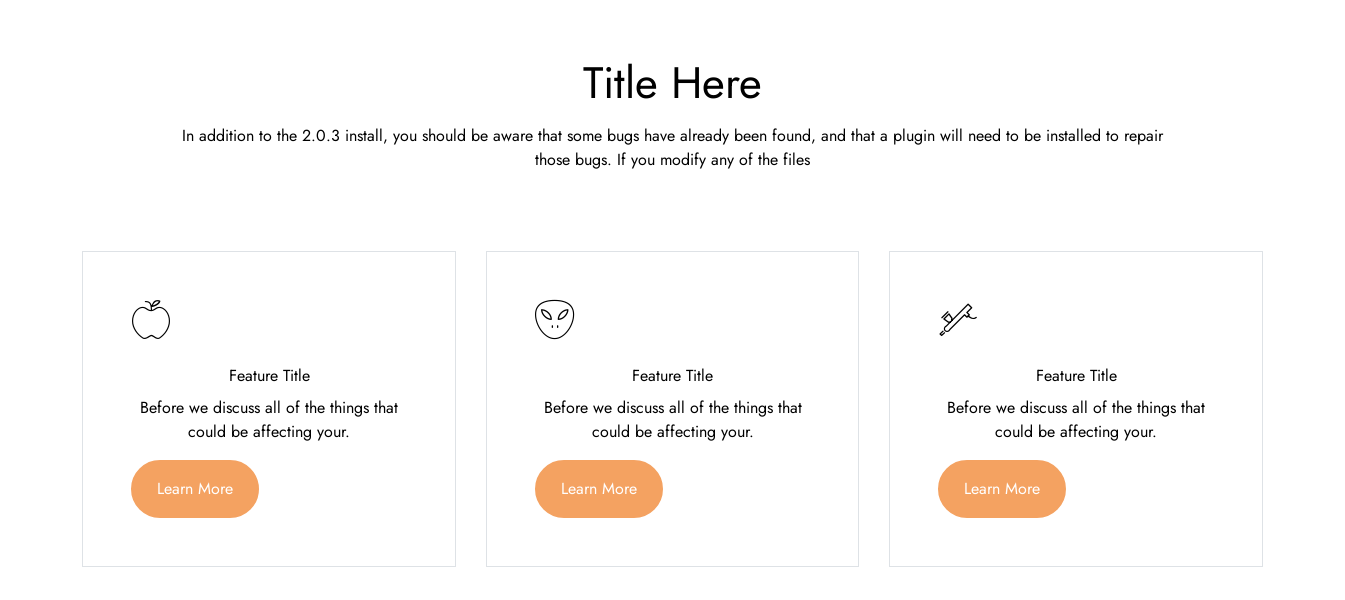 Title Here
In addition to the 2.0.3 install, you should be aware that some bugs have already been found, and that a plugin will need to be installed to repair
those bugs. If you modify any of the files
Feature Title
Before we discuss all of the things that
could be affecting your.
Learn More
Feature Title
Before we discuss all of the things that
could be affecting your.
Learn More
Feature Title
Before we discuss all of the things that
could be affecting your.
Learn More